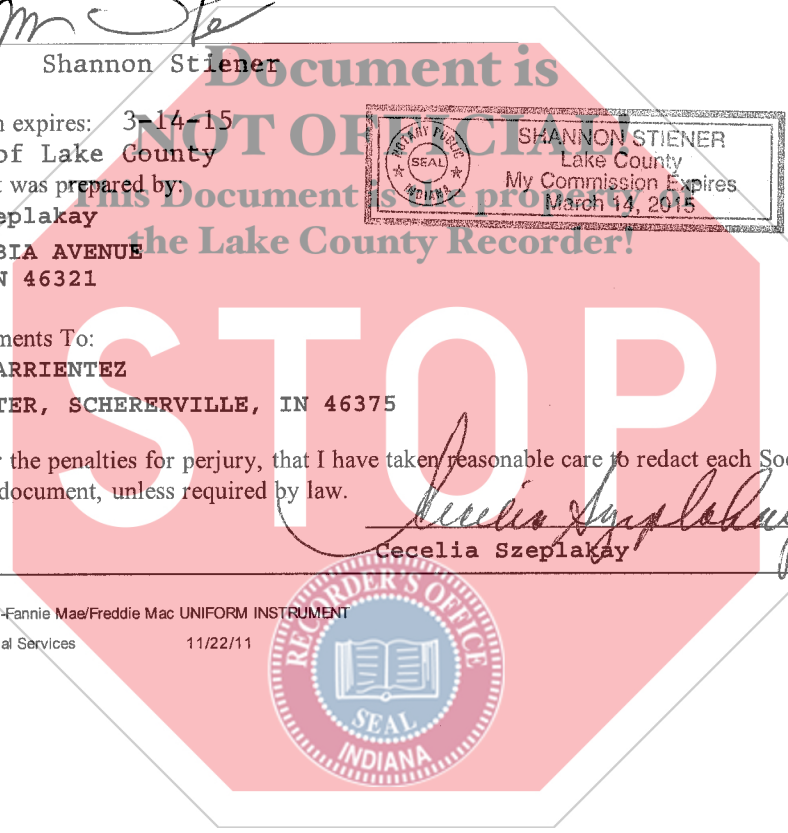 Shannon Stiener
Document is
expires: 3-14-15
NOT OFFICIAL!
of Lake County
was prepared by:
This Document is the property of
the Lake County Recorder!
NOTARY PUBLIC
SEAL
INDIANA
SHANNON STIENER
Lake County
My Commission Expires
March 14, 2015
eplakay
BIA AVENUE
N 46321
STOP
ments To:
ARRIENTEZ
TER, SCHERERVILLE, IN 46375
the penalties for perjury, that I have taken reasonable care to redact each Soc
document, unless required by law.
Cecelia Szeplakay
Cecelia Szeplakay
-Fannie Mae/Freddie Mac UNIFORM INSTRUMENT
al Services 11/22/11
RECORDER'S OFFICE
SEAL
INDIANA